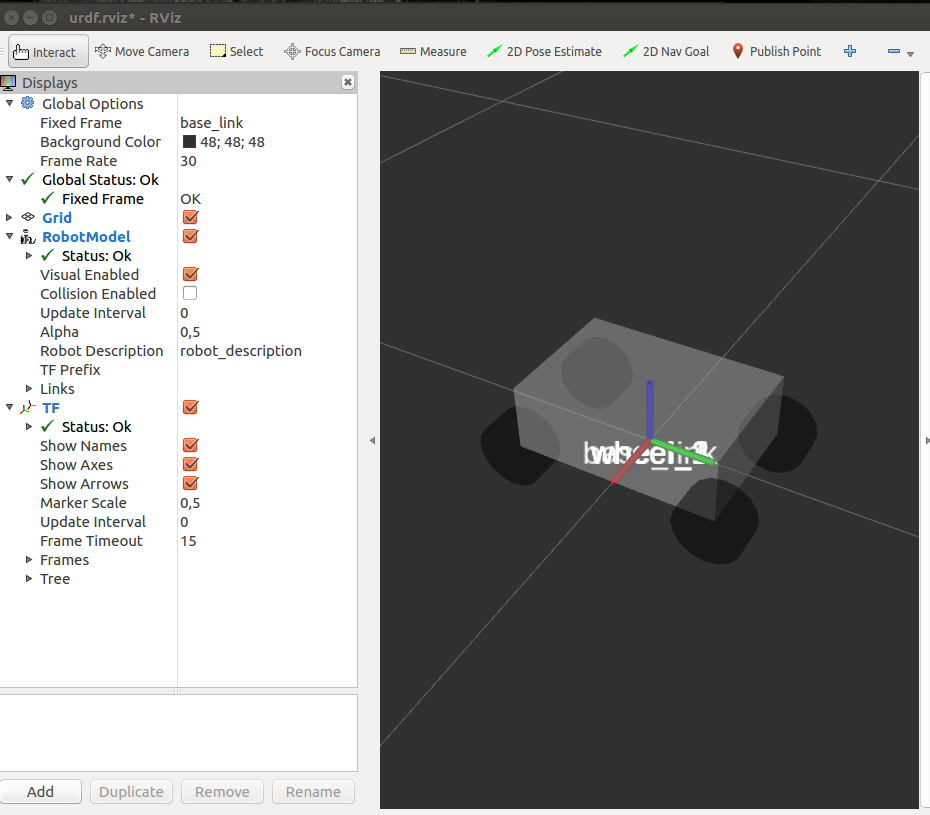 urdf.rviz* - RViz
Interact Move Camera Select Focus Camera Measure 2D Pose Estimate 2D Nav Goal Publish Point
Displays
Global Options
Fixed Frame base_link
Background Color 48; 48; 48
Frame Rate 30
Global Status: Ok
Fixed Frame OK
Grid
RobotModel
Status: Ok
Visual Enabled
Collision Enabled
Update Interval 0
Alpha 0,5
Robot Description robot_description
TF Prefix
Links
TF
Status: Ok
Show Names
Show Axes
Show Arrows
Marker Scale 0,5
Update Interval 0
Frame Timeout 15
Frames
Tree
Add Duplicate Remove Rename